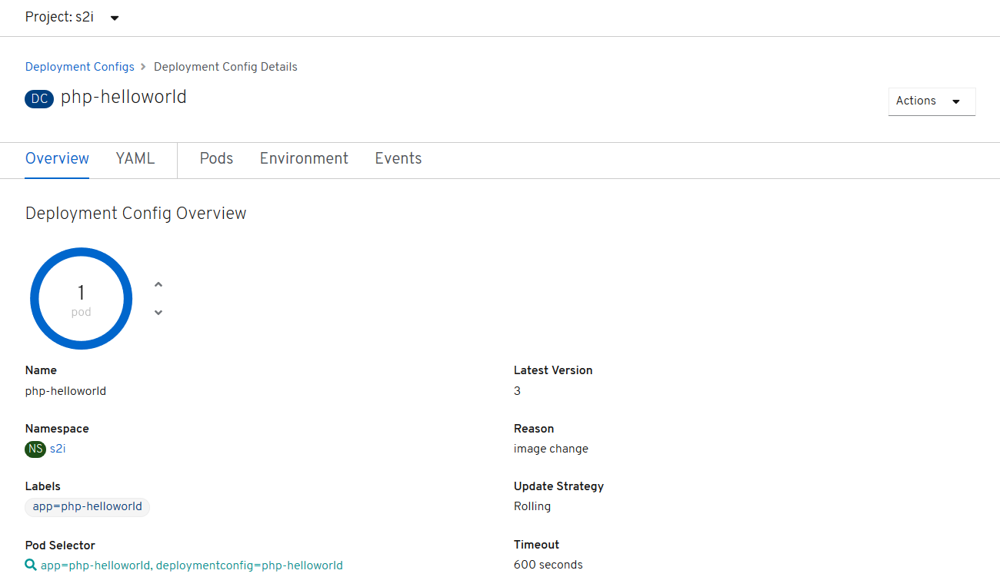 Project: s2i
Deployment Configs > Deployment Config Details
DC php-helloworld
Actions
Overview YAML Pods Environment Events
Deployment Config Overview
1
pod
Name
php-helloworld
Namespace
NS s2i
Labels
app=php-helloworld
Pod Selector
app=php-helloworld, deploymentconfig=php-helloworld
Latest Version
3
Reason
image change
Update Strategy
Rolling
Timeout
600 seconds